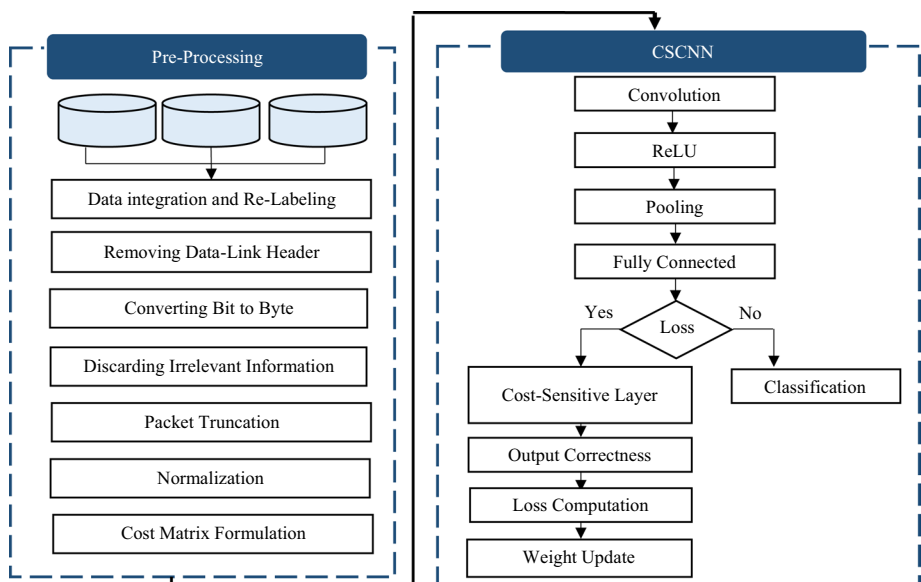 Pre-Processing
Data integration and Re-Labeling
Removing Data-Link Header
Converting Bit to Byte
Discarding Irrelevant Information
Packet Truncation
Normalization
Cost Matrix Formulation
CSCNN
Convolution
ReLU
Pooling
Fully Connected
Yes
Loss
No
Cost-Sensitive Layer
Classification
Output Correctness
Loss Computation
Weight Update